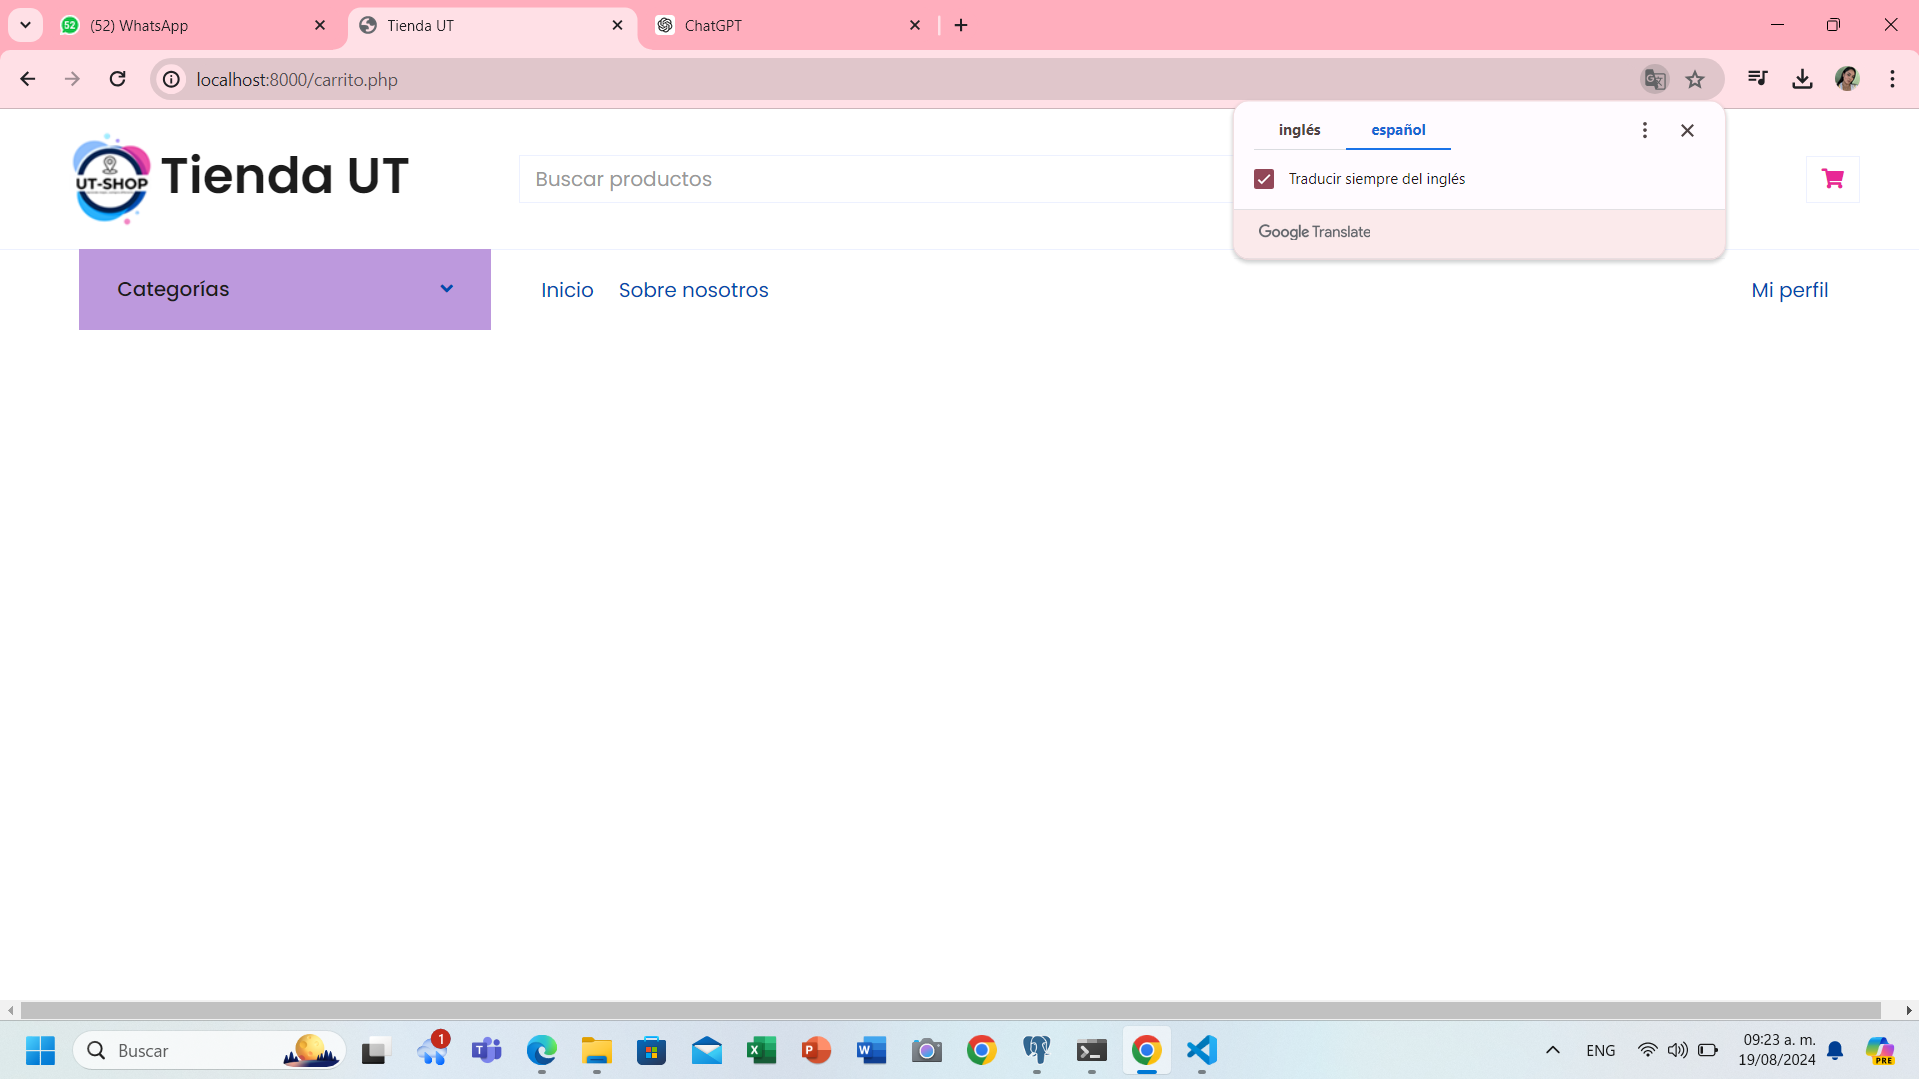 (52) WhatsApp
Tienda UT
ChatGPT
localhost:8000/carrito.php
inglés
español
Traducir siempre del inglés
Google Translate
UT-SHOP
Tienda UT
Buscar productos
Categorías
Inicio
Sobre nosotros
Mi perfil
Buscar
1
ENG
09:23 a. m.
19/08/2024
PRE